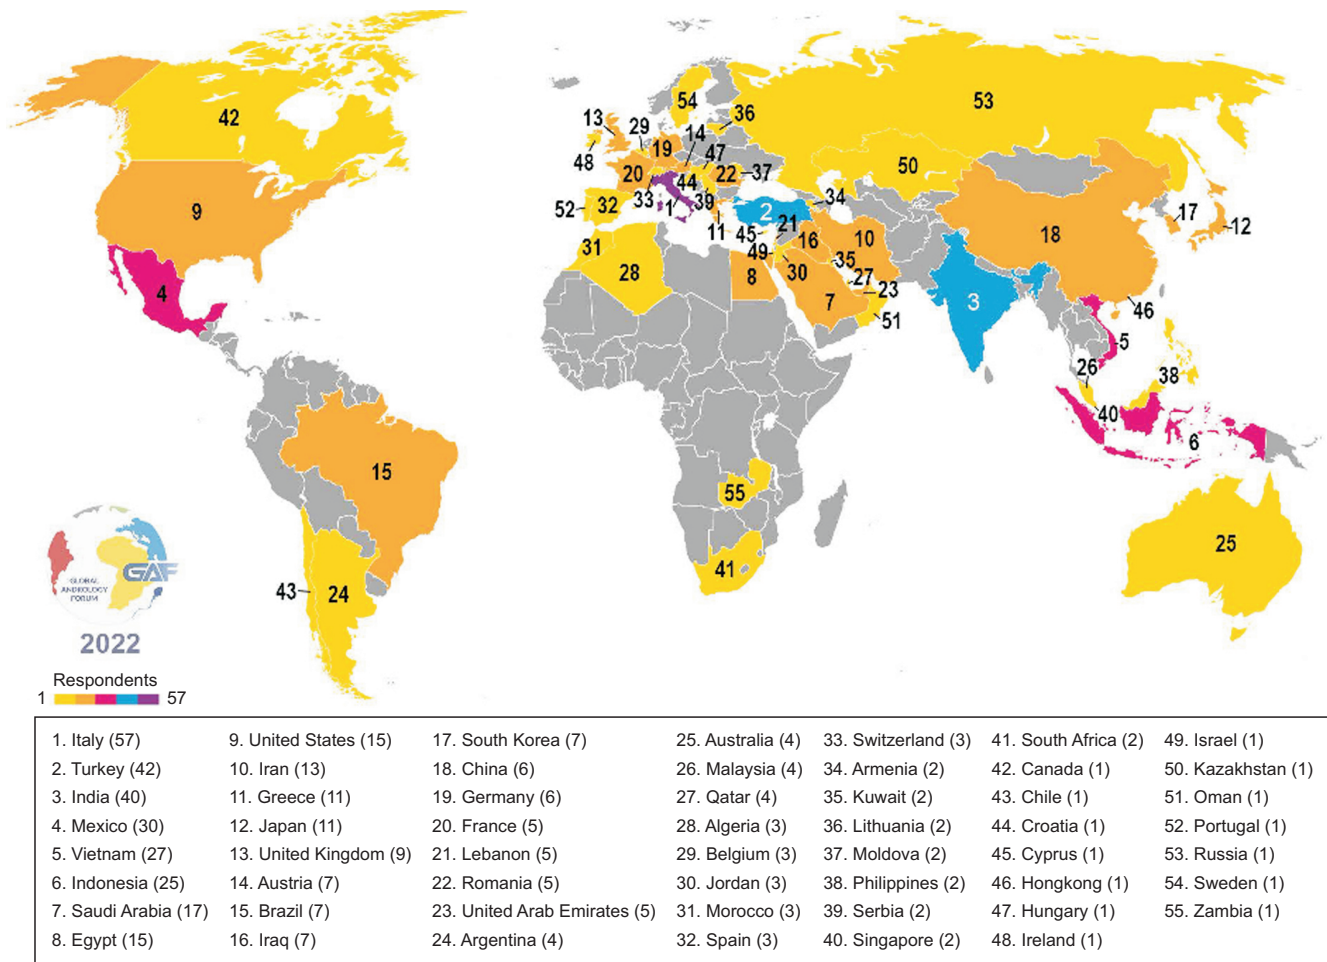 42
9
4
15
43
24
54
36
53
13
29
14
19
47
48
20
22
37
50
44
33
34
52
32
1
39
2
21
11
45
17
12
31
16
10
18
49
35
28
8
30
27
7
23
3
46
51
5
26
38
40
6
55
41
25
GLOBAL
ANDROLOGY
FORUM
GAF
2022
Respondents
1 57
1. Italy (57)
2. Turkey (42)
3. India (40)
4. Mexico (30)
5. Vietnam (27)
6. Indonesia (25)
7. Saudi Arabia (17)
8. Egypt (15)
9. United States (15)
10. Iran (13)
11. Greece (11)
12. Japan (11)
13. United Kingdom (9)
14. Austria (7)
15. Brazil (7)
16. Iraq (7)
17. South Korea (7)
18. China (6)
19. Germany (6)
20. France (5)
21. Lebanon (5)
22. Romania (5)
23. United Arab Emirates (5)
24. Argentina (4)
25. Australia (4)
26. Malaysia (4)
27. Qatar (4)
28. Algeria (3)
29. Belgium (3)
30. Jordan (3)
31. Morocco (3)
32. Spain (3)
33. Switzerland (3)
34. Armenia (2)
35. Kuwait (2)
36. Lithuania (2)
37. Moldova (2)
38. Philippines (2)
39. Serbia (2)
40. Singapore (2)
41. South Africa (2)
42. Canada (1)
43. Chile (1)
44. Croatia (1)
45. Cyprus (1)
46. Hongkong (1)
47. Hungary (1)
48. Ireland (1)
49. Israel (1)
50. Kazakhstan (1)
51. Oman (1)
52. Portugal (1)
53. Russia (1)
54. Sweden (1)
55. Zambia (1)